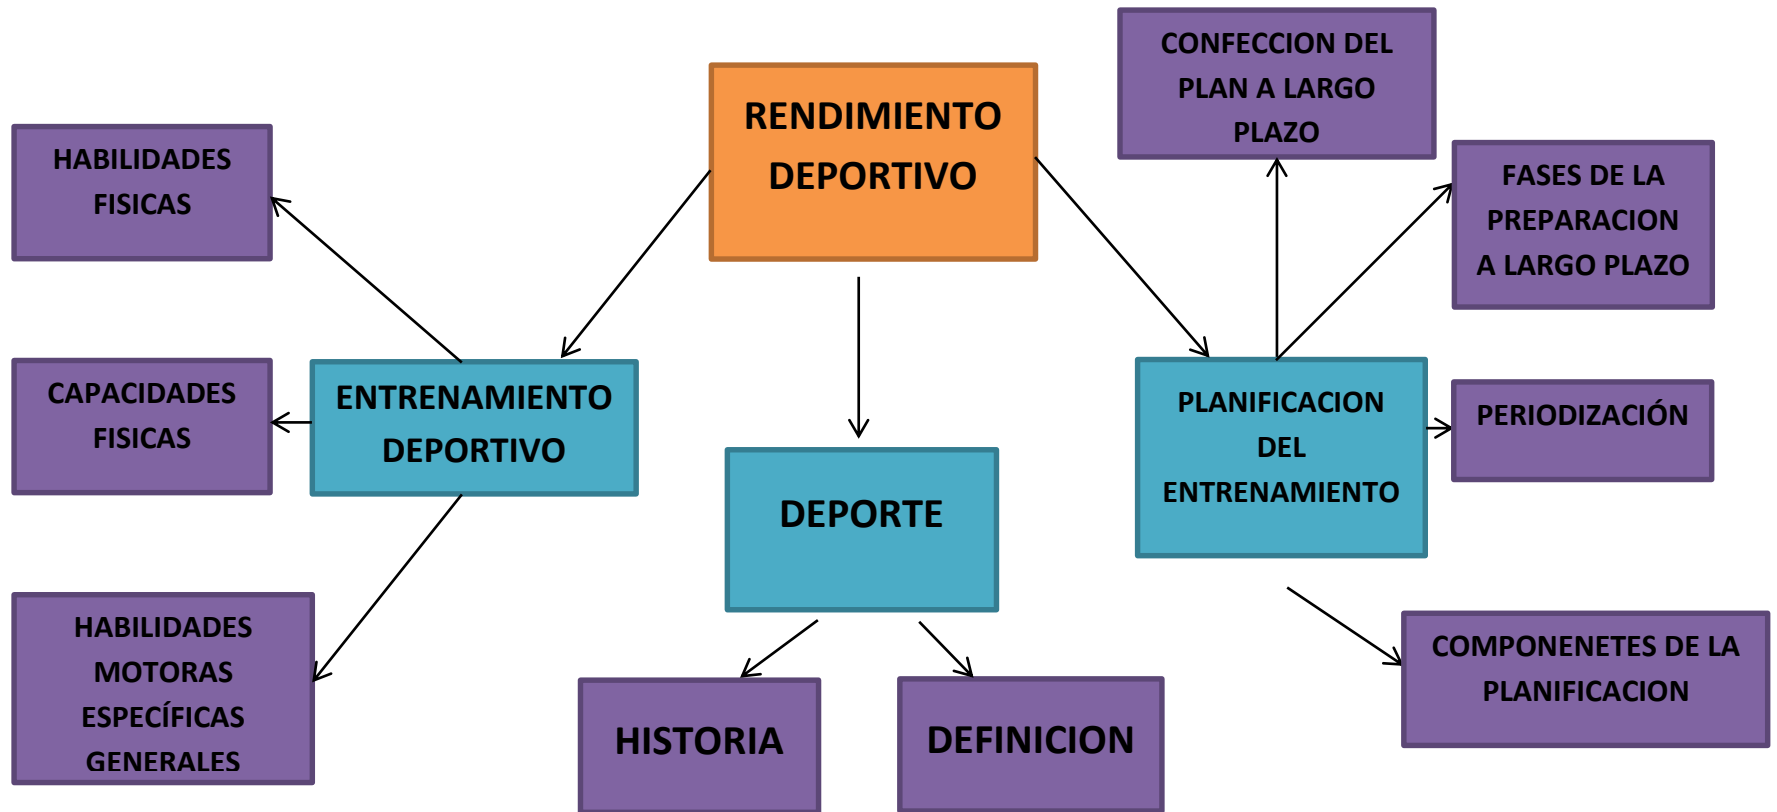 CONFECCION DEL
PLAN A LARGO
PLAZO
RENDIMIENTO
DEPORTIVO
HABILIDADES
FISICAS
FASES DE LA
PREPARACION
A LARGO PLAZO
CAPACIDADES
FISICAS
ENTRENAMIENTO
DEPORTIVO
PLANIFICACION
DEL
ENTRENAMIENTO
PERIODIZACIÓN
DEPORTE
HABILIDADES
MOTORAS
ESPECÍFICAS
GENERALES
COMPONENETES DE LA
PLANIFICACION
HISTORIA
DEFINICION